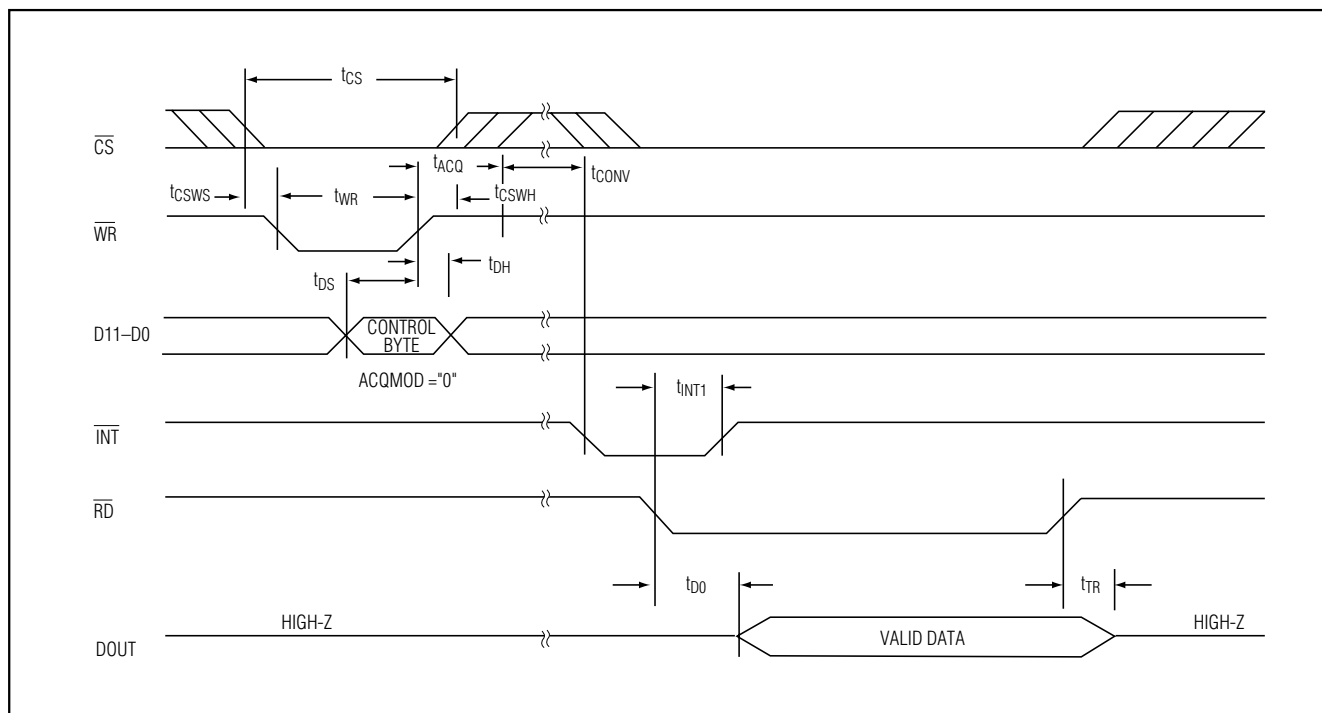 tCS
CS
tACQ
tCONV
tCSWS
tWR
tCSWH
WR
tDH
tDS
D11–D0
CONTROL
BYTE
ACQMOD ="0"
tINT1
INT
RD
tD0
tTR
HIGH-Z
VALID DATA
HIGH-Z
DOUT